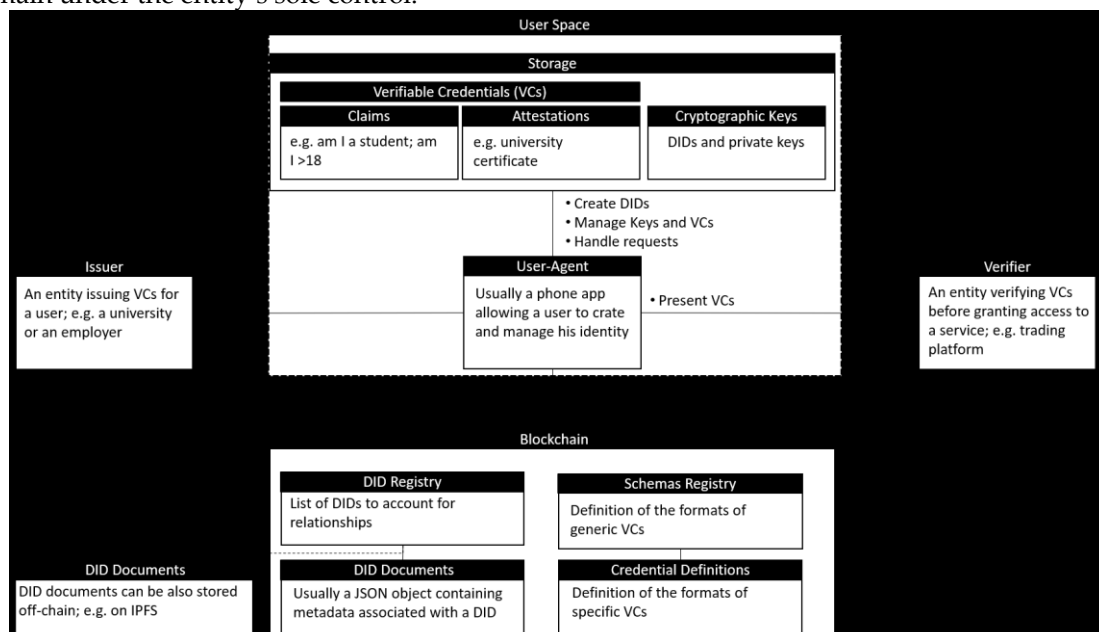 hain under the entity's sole control.
User Space
Storage
Verifiable Credentials (VCs)
Claims
e.g. am I a student; am
I >18
Attestations
e.g. university
certificate
Cryptographic Keys
DIDs and private keys
• Create DIDs
• Manage Keys and VCs
• Handle requests
Issuer
An entity issuing VCs for
a user; e.g. a university
or an employer
User-Agent
Usually a phone app
allowing a user to crate
and manage his identity
• Present VCs
Verifier
An entity verifying VCs
before granting access to
a service; e.g. trading
platform
Blockchain
DID Registry
List of DIDs to account for
relationships
Schemas Registry
Definition of the formats of
generic VCs
DID Documents
DID documents can be also stored
off-chain; e.g. on IPFS
DID Documents
Usually a JSON object containing
metadata associated with a DID
Credential Definitions
Definition of the formats of
specific VCs